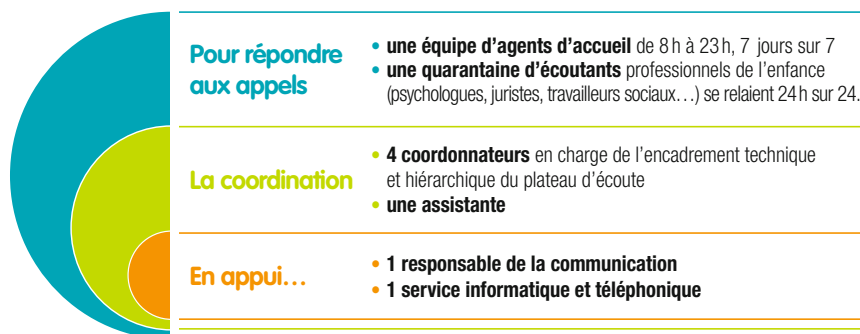 Pour répondre
aux appels
• une équipe d'agents d'accueil de 8 h à 23 h, 7 jours sur 7
• une quarantaine d'écoutants professionnels de l'enfance
(psychologues, juristes, travailleurs sociaux…) se relaient 24 h sur 24.
La coordination
• 4 coordonnateurs en charge de l'encadrement technique
et hiérarchique du plateau d'écoute
• une assistante
En appui…
• 1 responsable de la communication
• 1 service informatique et téléphonique